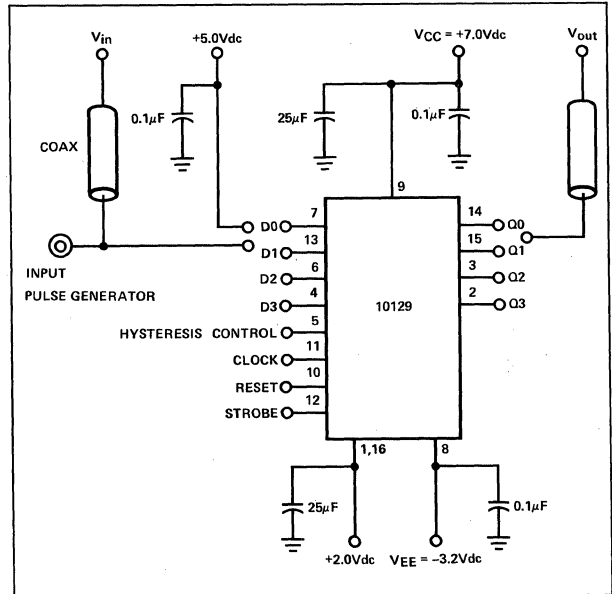 Vin
+5.0Vdc
VCC = +7.0Vdc
Vout
0.1μF
25μF
0.1μF
COAX
9
D0
7
14
Q0
13
15
D1
Q1
INPUT
PULSE GENERATOR
D2
6
3
Q2
D3
4
2
Q3
10129
HYSTERESIS CONTROL
5
CLOCK
11
RESET
10
STROBE
12
1,16
8
25μF
0.1μF
+2.0Vdc
VEE = -3.2Vdc